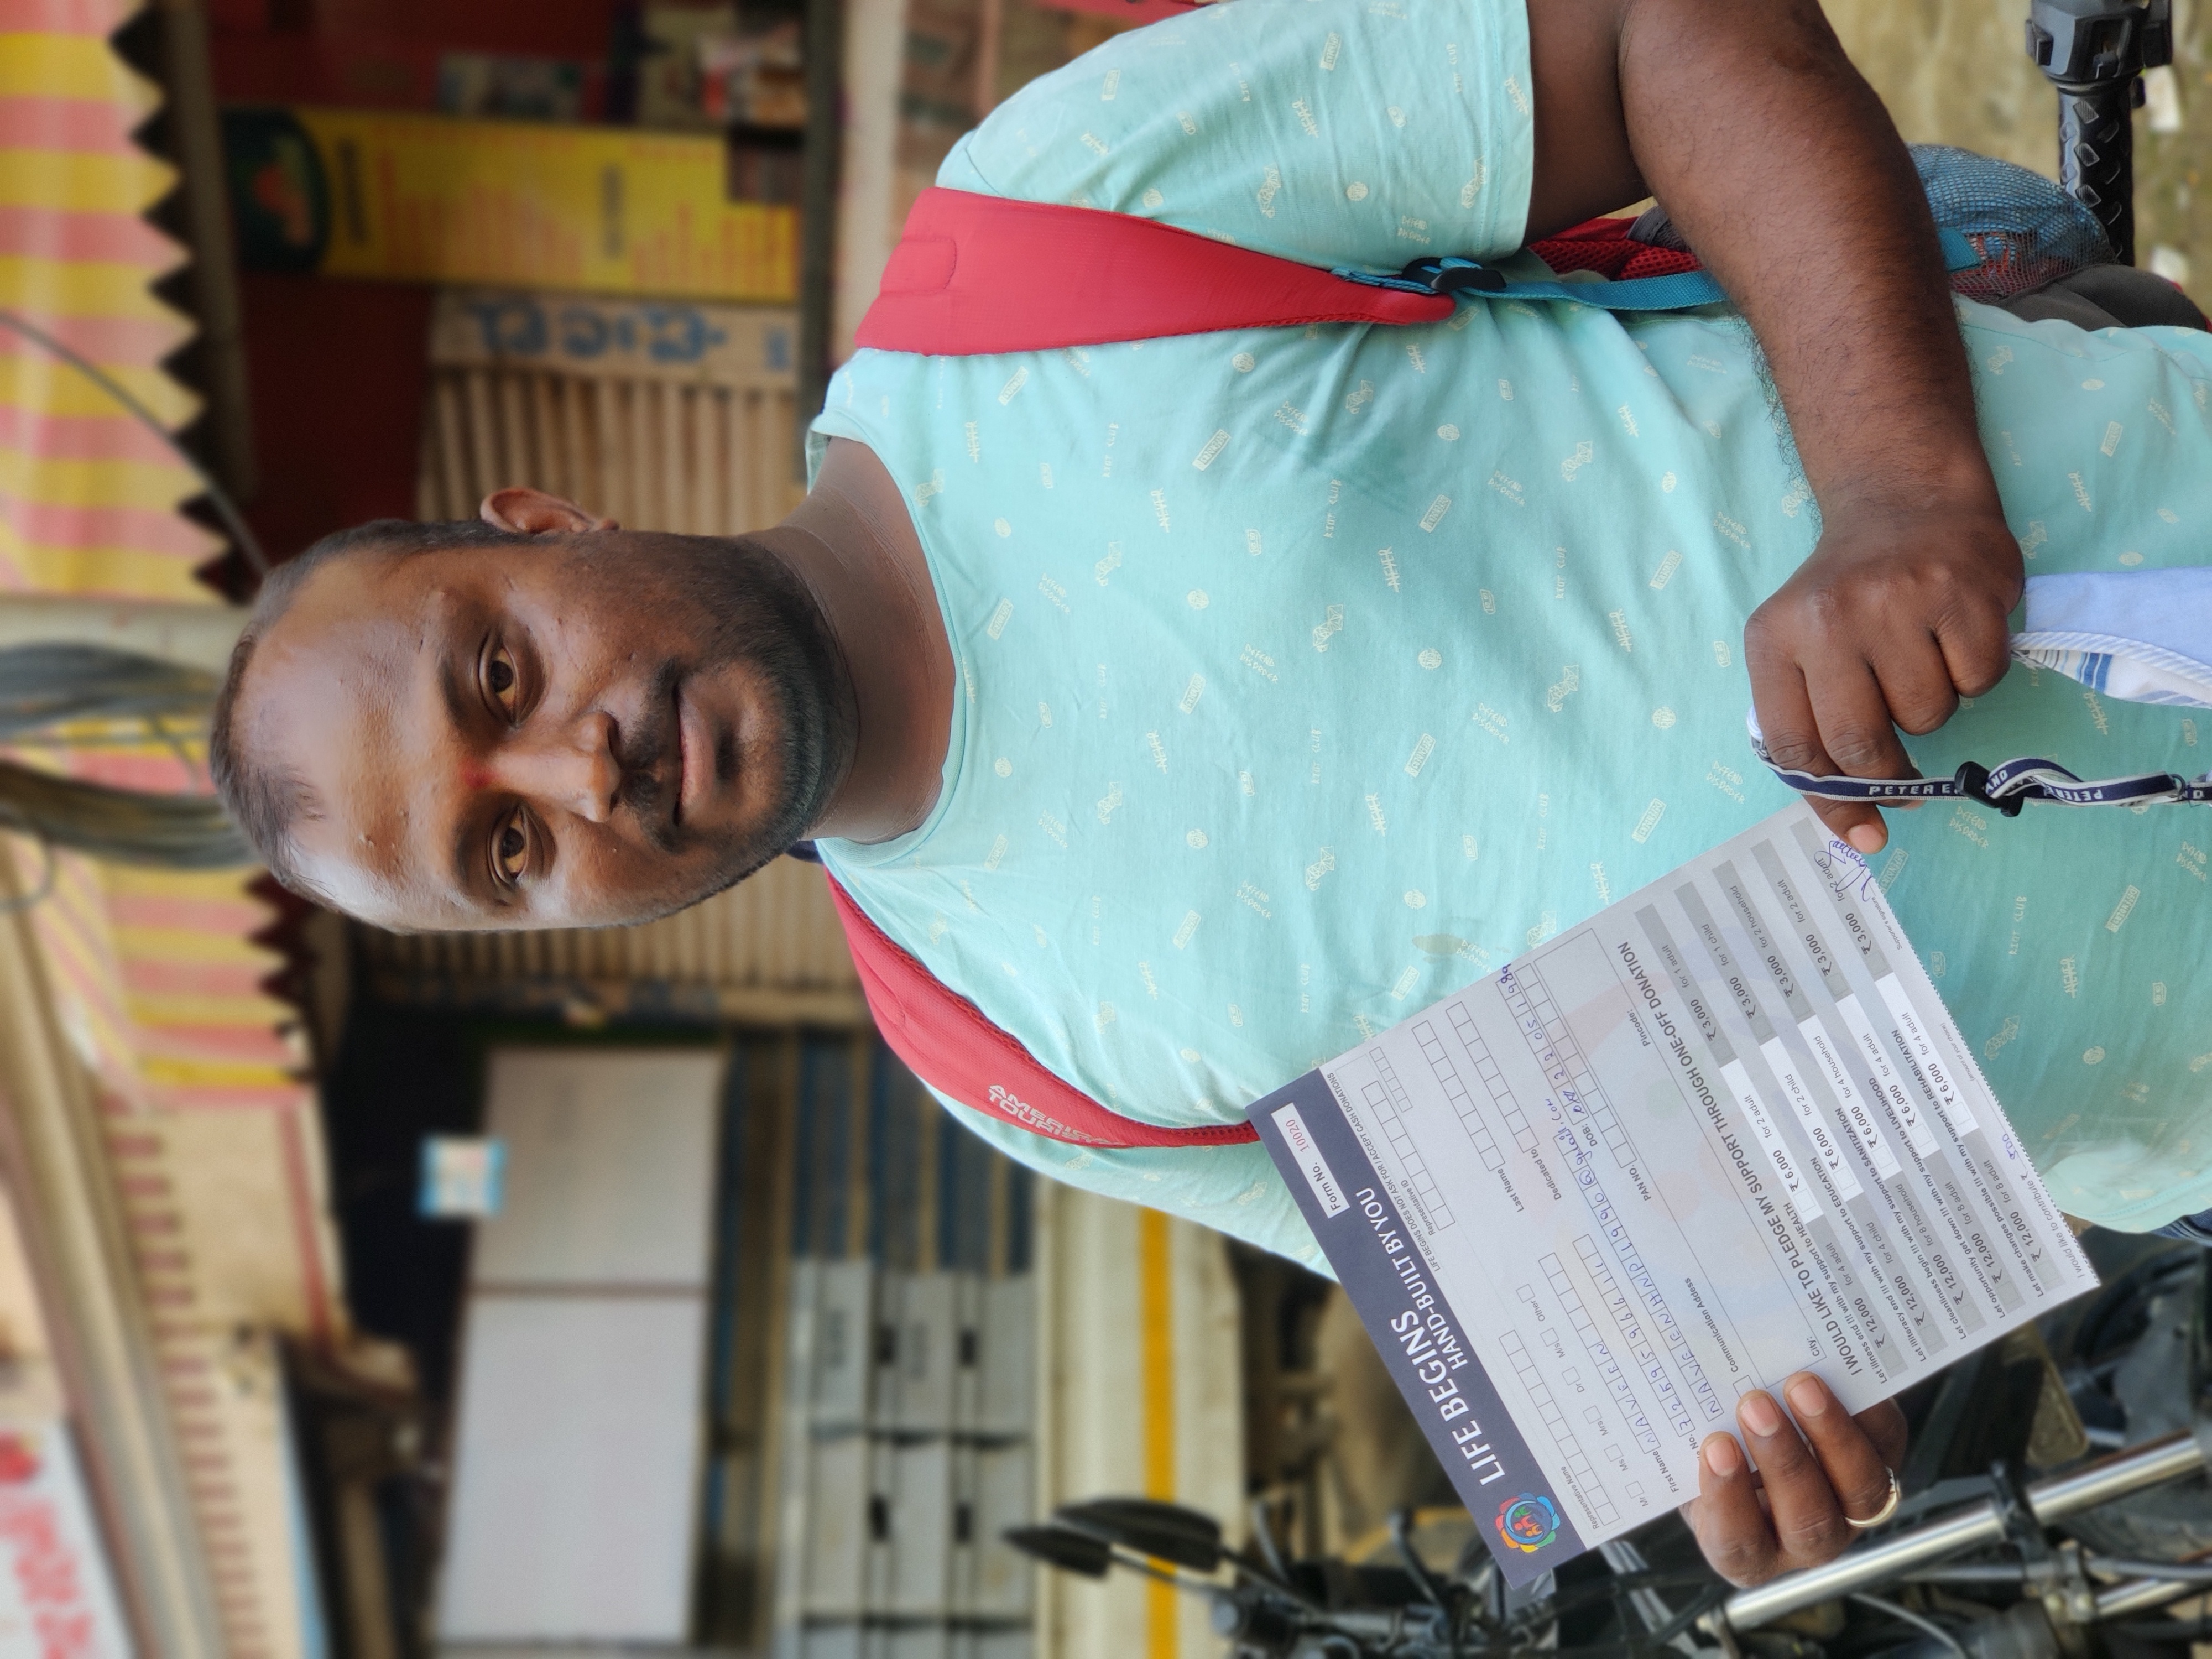 Form No. 10020
LIFE BEGINS
HAND-BUILT BY YOU
LIFE BEGINS DOES NOT ASK FOR / ACCEPT CASH DONATIONS
Representative Name
Representative ID
Mr Ms Mrs Dr M/s Other
First Name NAVEEN
Last Name
No. 7259596611
Dedicated to
NAVEENHNP1990@gmail.com
DOB: 22051989
PAN NO.
Communication Addess
City:
Pincode:
I WOULD LIKE TO PLEDGE MY SUPPORT THROUGH ONE-OFF DONATION
Let illness end !!! with my support to HEALTH
₹ 12,000 for 4 adult ₹ 6,000 for 2 adult ₹ 3,000 for 1 adult
Let illiteracy end !!! with my support to EDUCATION
₹ 12,000 for 4 child ₹ 6,000 for 2 child ₹ 3,000 for 1 child
Let cleanliness begin !!! with my support to SANITIZATION
₹ 12,000 for 8 household ₹ 6,000 for 4 household ₹ 3,000 for 2 household
Let opportunity get down !!! with my support to LIVELIHOOD
₹ 12,000 for 8 adult ₹ 6,000 for 4 adult ₹ 3,000 for 2 adult
Let make changes possible !!! with my support to REHABILITATION
₹ 12,000 for 8 adult ₹ 6,000 for 4 adult ₹ 3,000 for 2 adult
I would like to contribute ₹ 900 (amount of your choice)
Supporter's signature
AMERICAN
TOURISTER
NEVER
RIOT CLUB
DEFEND
DISORDER
PETER ENGLAND